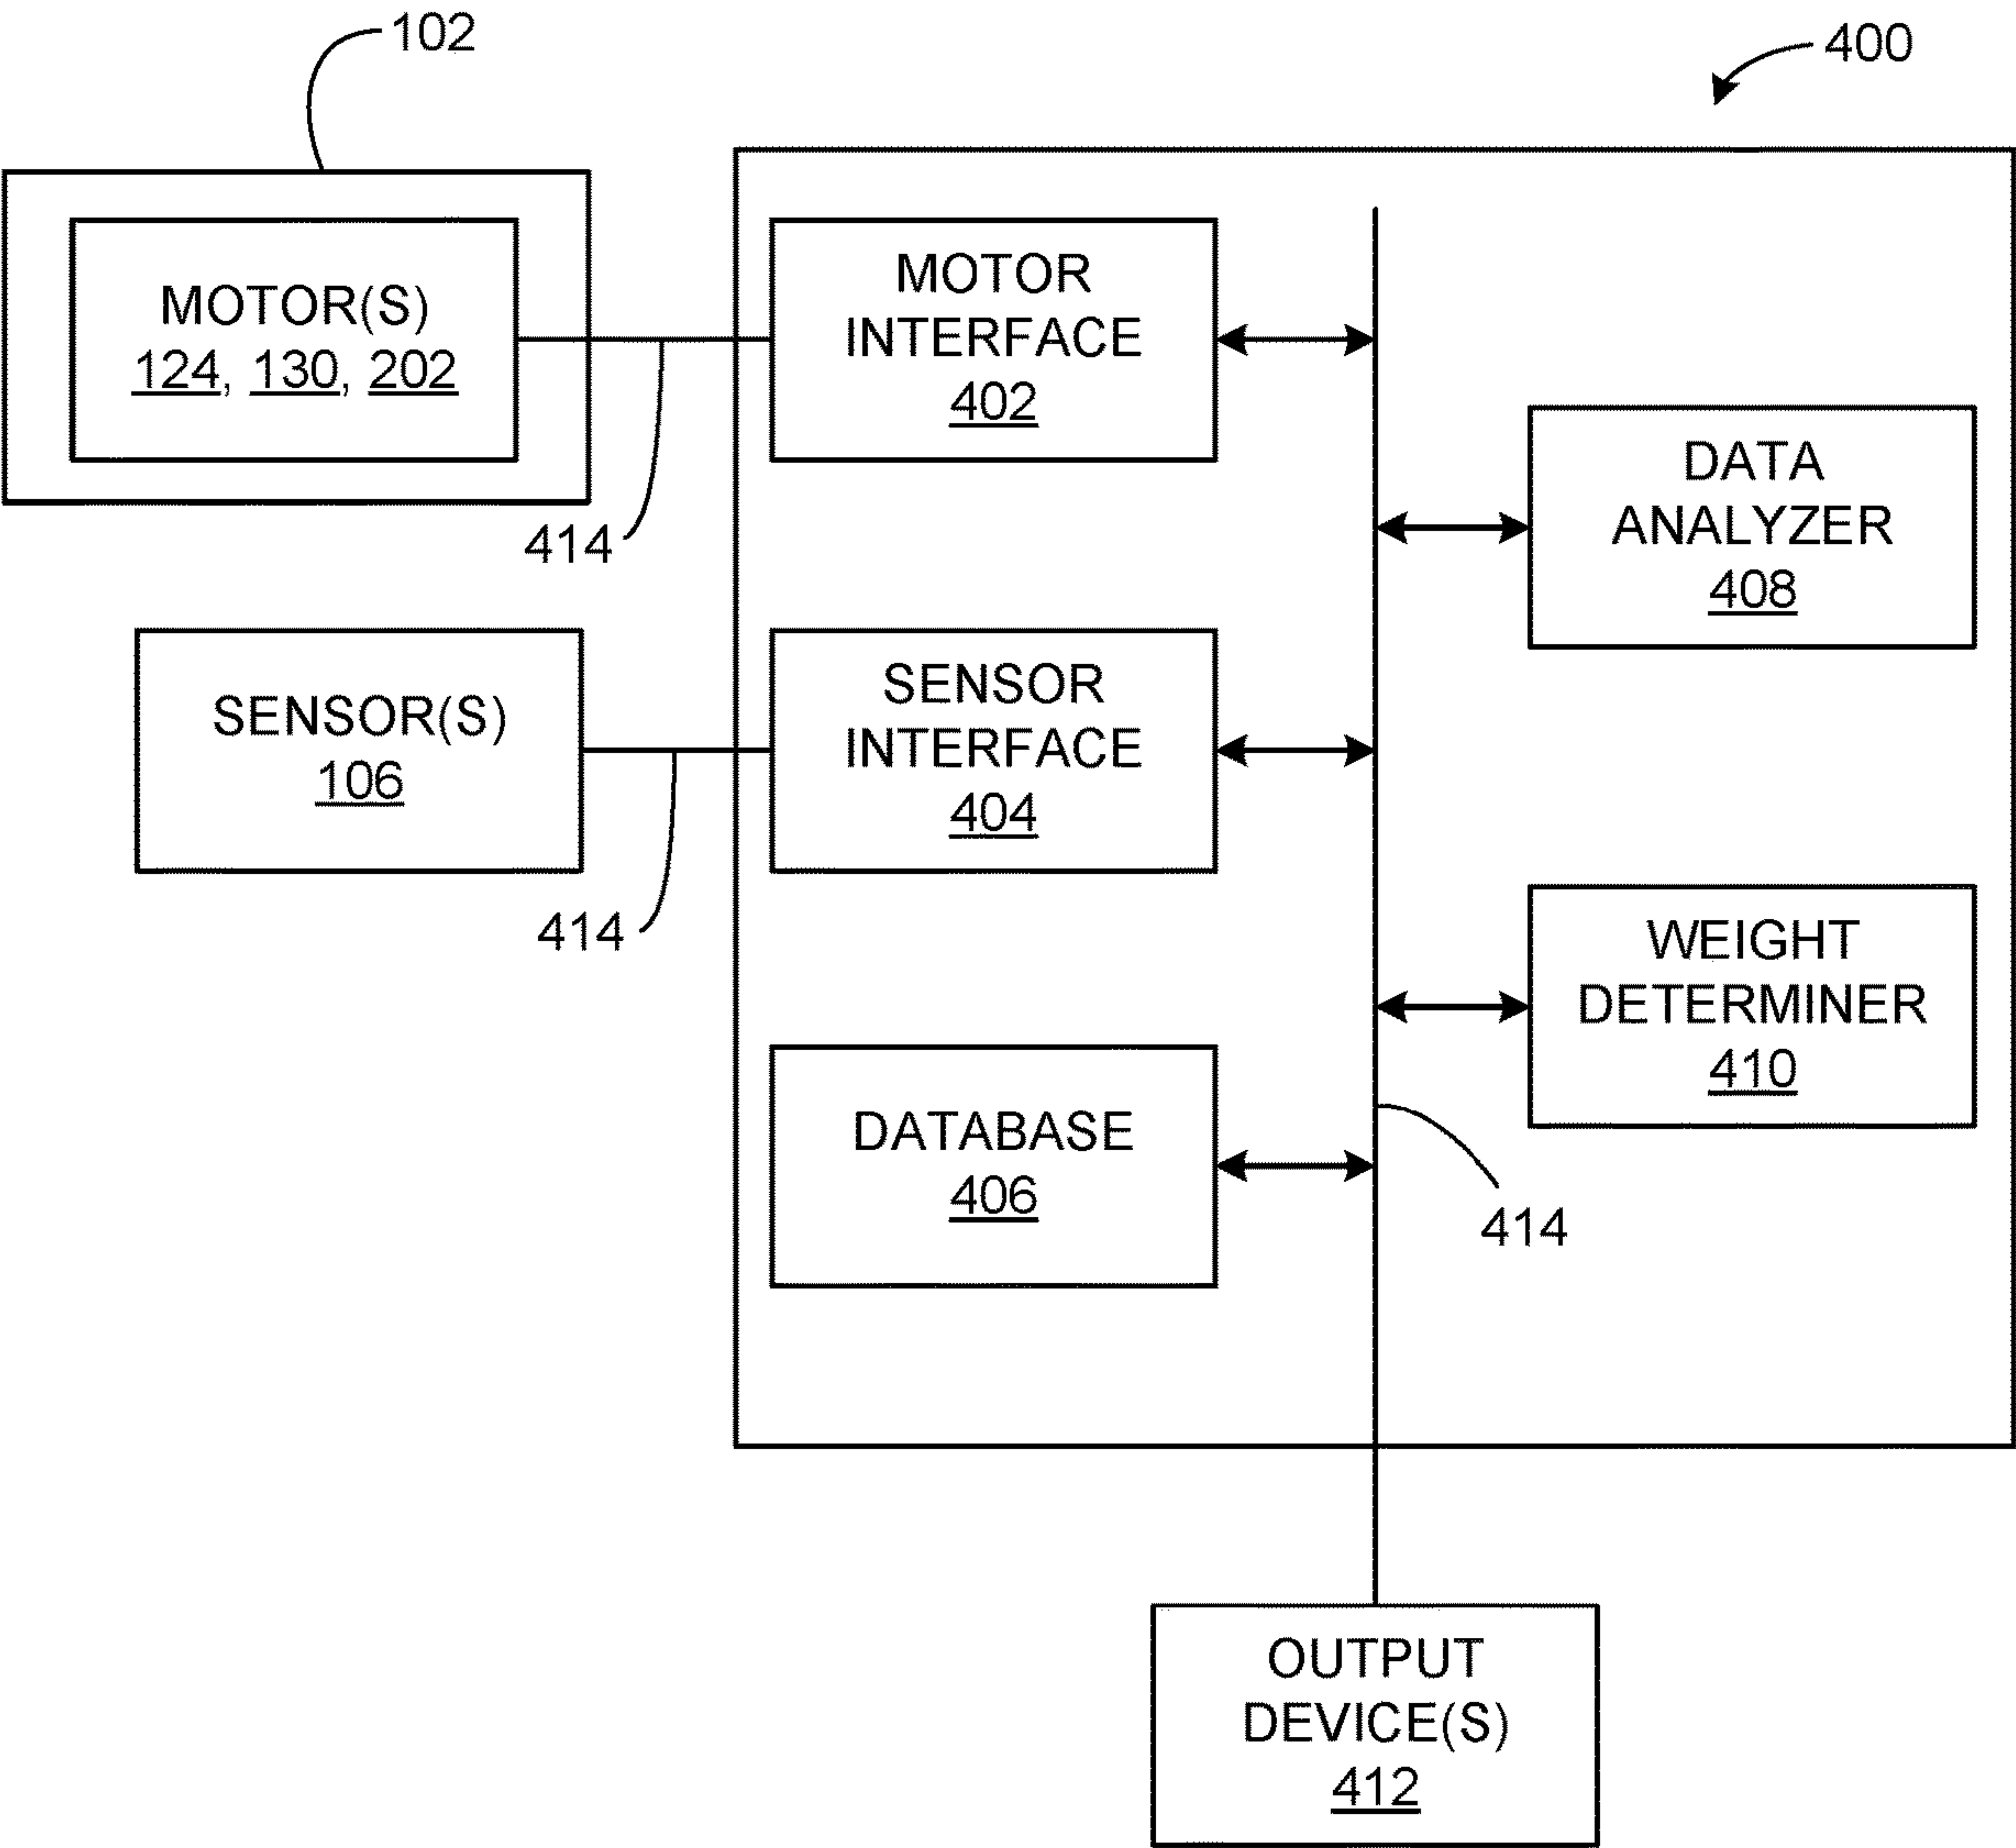 102
400
MOTOR(S)
124, 130, 202
MOTOR
INTERFACE
402
414
DATA
ANALYZER
408
SENSOR(S)
106
SENSOR
INTERFACE
404
414
WEIGHT
DETERMINER
410
DATABASE
406
414
OUTPUT
DEVICE(S)
412